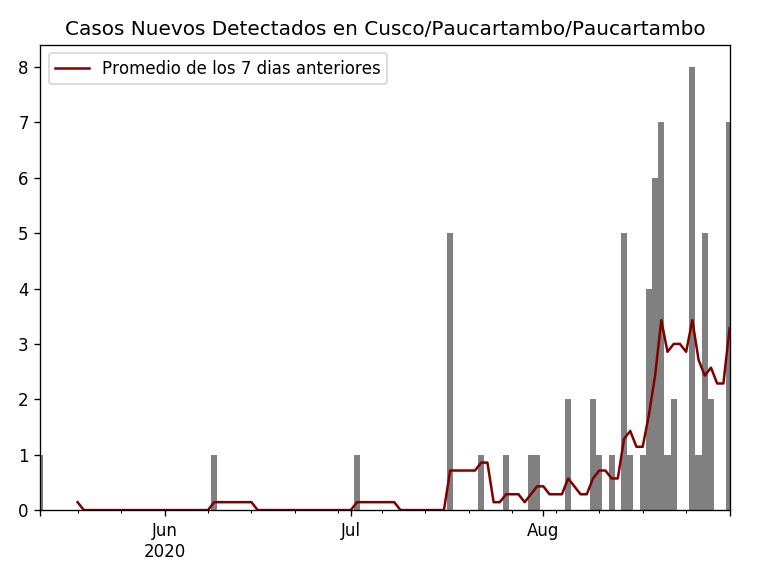 Casos Nuevos Detectados en Cusco/Paucartambo/Paucartambo
Promedio de los 7 dias anteriores
8
7
6
5
4
3
2
1
0
Jun
2020
Jul
Aug